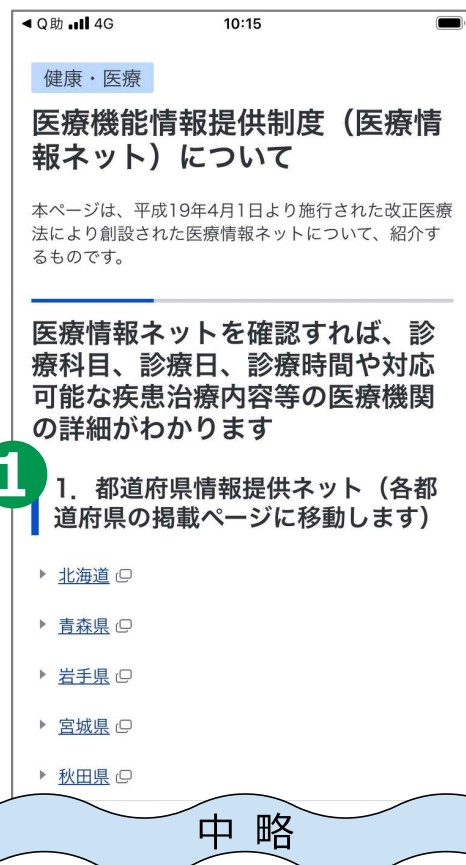 ◀ Q助 4G 10:15
健康・医療
医療機能情報提供制度（医療情
報ネット）について
本ページは、平成19年4月1日より施行された改正医療
法により創設された医療情報ネットについて、紹介す
るものです。
医療情報ネットを確認すれば、診
療科目、診療日、診療時間や対応
可能な疾患治療内容等の医療機関
の詳細がわかります
1
1．都道府県情報提供ネット（各都
道府県の掲載ページに移動します）
北海道
青森県
岩手県
宮城県
秋田県
中 略